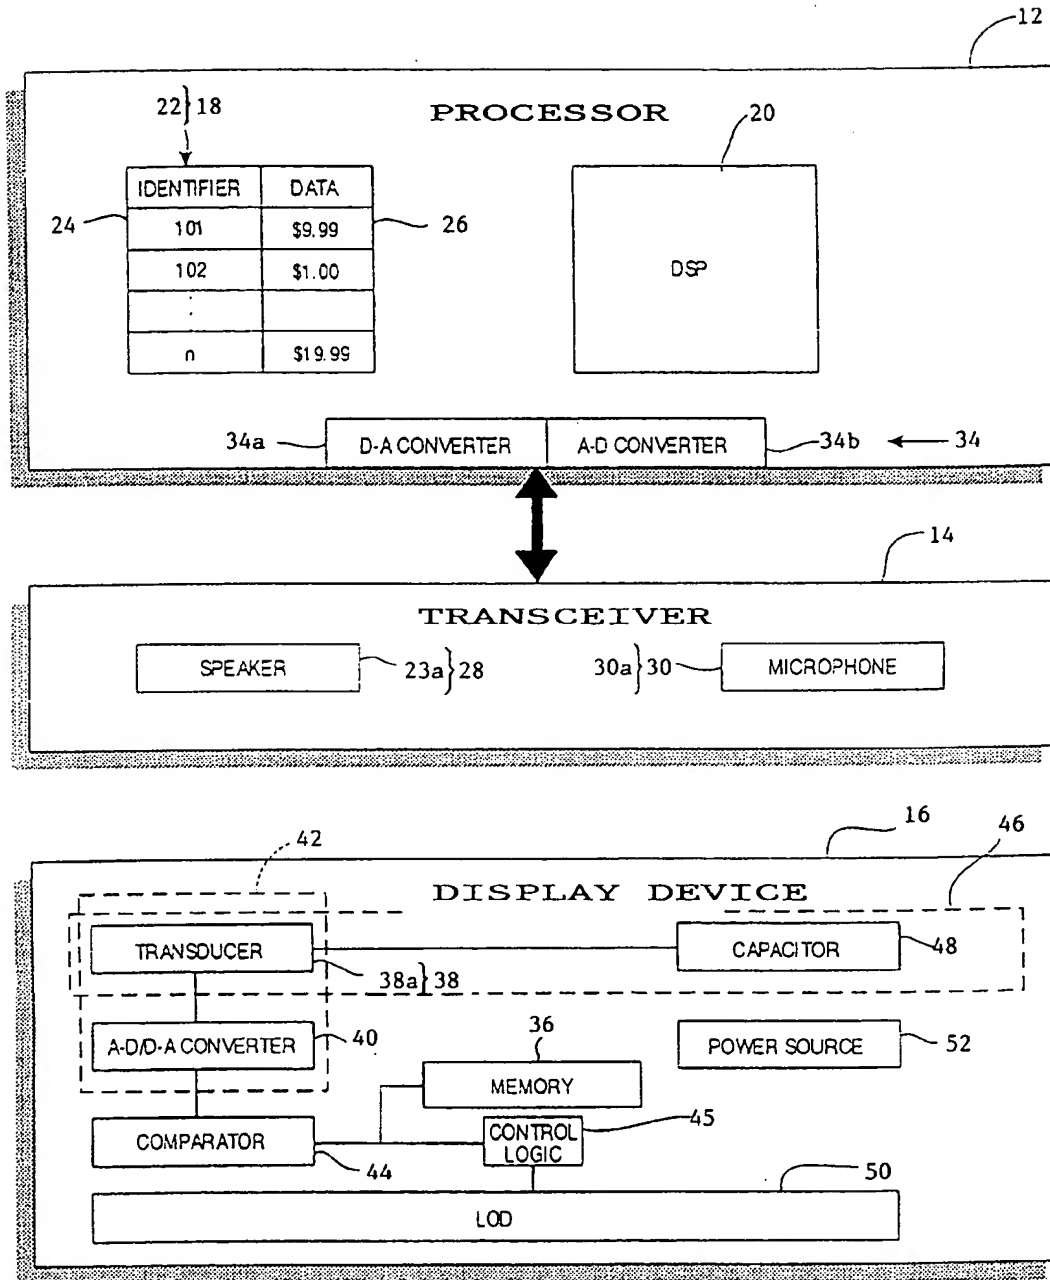 12
PROCESSOR
22}18
20
IDENTIFIER DATA
24
101 $9.99
26
102 $1.00
DSP
n $19.99
34a
D-A CONVERTER
A-D CONVERTER
34b
34
14
TRANSCEIVER
SPEAKER
23a}28
30a}30
MICROPHONE
16
46
42
DISPLAY DEVICE
TRANSDUCER
CAPACITOR
48
38a}38
36
A-D/D-A CONVERTER
40
POWER SOURCE
52
MEMORY
45
COMPARATOR
CONTROL
LOGIC
44
50
LOD